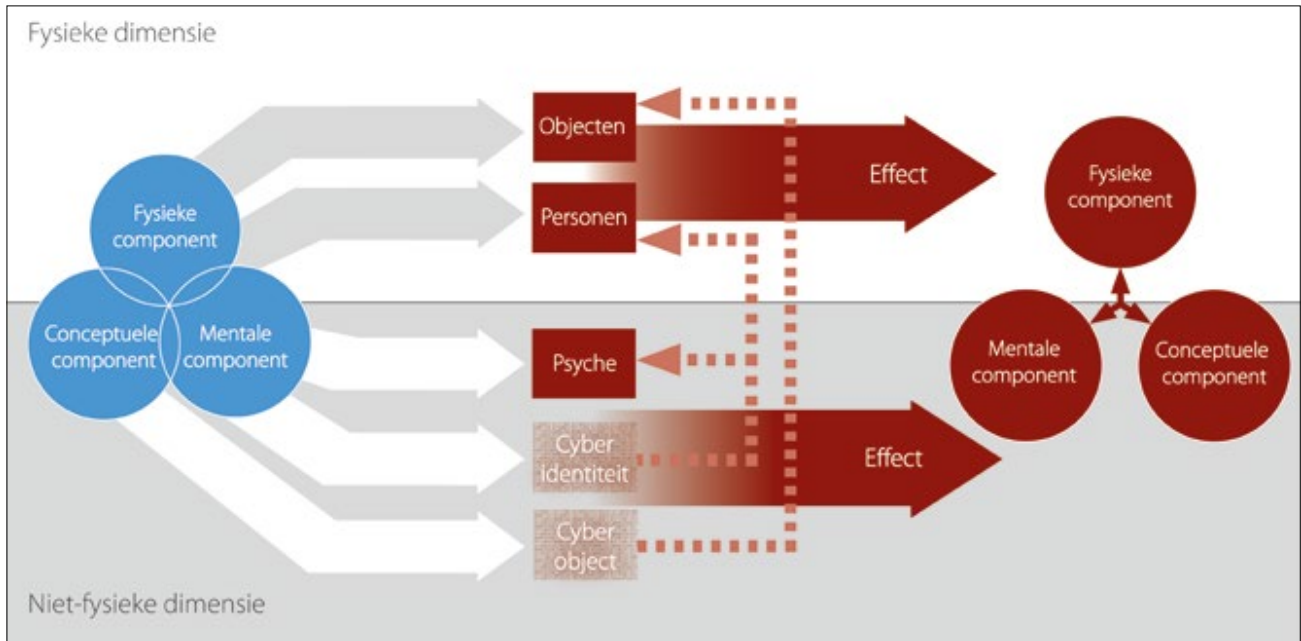 Fysieke dimensie
Fysieke
component
Conceptuele
component
Mentale
component
Objecten
Personen
Psyche
Cyber
identiteit
Cyber
object
Effect
Effect
Fysieke
component
Mentale
component
Conceptuele
component
Niet-fysieke dimensie